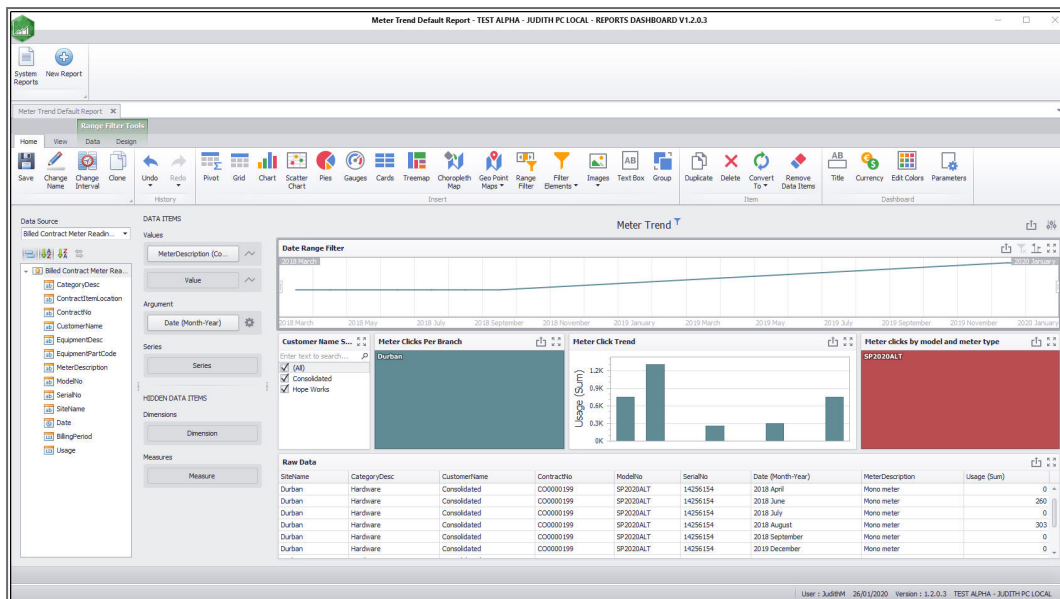 Meter Trend Default Report - TEST ALPHA - JUDITH PC LOCAL - REPORTS DASHBOARD V1.2.0.3
System Reports
New Report
Meter Trend Default Report
Range Filter Tools
Home View Data Design
Save Change Name Change Interval Clone Undo Redo Pivot Grid Chart Scatter Chart Pies Gauges Cards Treemap Choropleth Map Geo Point Maps Range Filter Filter Elements Images Text Box Group Duplicate Delete Convert To Remove Data Items Title Currency Edit Colors Parameters
History Insert Item Dashboard
Data Source
Billed Contract Meter Readin...
Billed Contract Meter Rea...
CategoryDesc
ContractItemLocation
ContractNo
CustomerName
EquipmentDesc
EquipmentPartCode
MeterDescription
ModelNo
SerialNo
SiteName
Date
BillingPeriod
Usage
DATA ITEMS
Values
MeterDescription (Co...
Value
Argument
Date (Month-Year)
Series
Series
HIDDEN DATA ITEMS
Dimensions
Dimension
Measures
Measure
Meter Trend
Date Range Filter
2018 March 2020 January
2018 March 2018 May 2018 July 2018 September 2018 November 2019 January 2019 March 2019 May 2019 July 2019 September 2019 November 2020 January
Customer Name S...
Enter text to search...
(All)
Consolidated
Hope Works
Meter Clicks Per Branch
Durban
Meter Click Trend
Usage (Sum)
1.2K
0.9K
0.6K
0.3K
0K
Meter clicks by model and meter type
SP2020ALT
Raw Data
SiteName CategoryDesc CustomerName ContractNo ModelNo SerialNo Date (Month-Year) MeterDescription Usage (Sum)
Durban Hardware Consolidated CO0000199 SP2020ALT 14256154 2018 April Mono meter 0
Durban Hardware Consolidated CO0000199 SP2020ALT 14256154 2018 June Mono meter 260
Durban Hardware Consolidated CO0000199 SP2020ALT 14256154 2018 July Mono meter 0
Durban Hardware Consolidated CO0000199 SP2020ALT 14256154 2018 August Mono meter 303
Durban Hardware Consolidated CO0000199 SP2020ALT 14256154 2018 September Mono meter 0
Durban Hardware Consolidated CO0000199 SP2020ALT 14256154 2019 December Mono meter 0
User : JudithM 26/01/2020 Version : 1.2.0.3 TEST ALPHA - JUDITH PC LOCAL